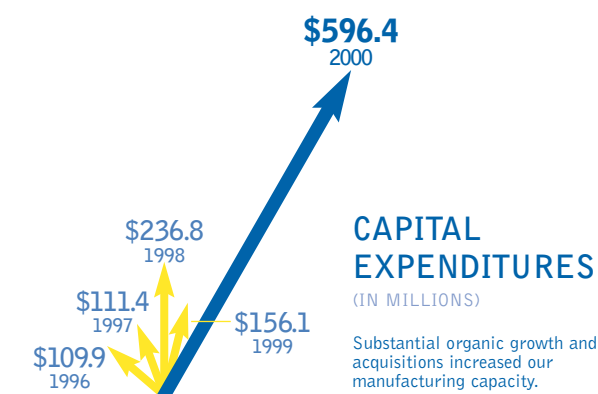 $596.4
2000
$236.8
1998
$111.4
1997
$109.9
1996
$156.1
1999
CAPITAL
EXPENDITURES
(IN MILLIONS)
Substantial organic growth and
acquisitions increased our
manufacturing capacity.